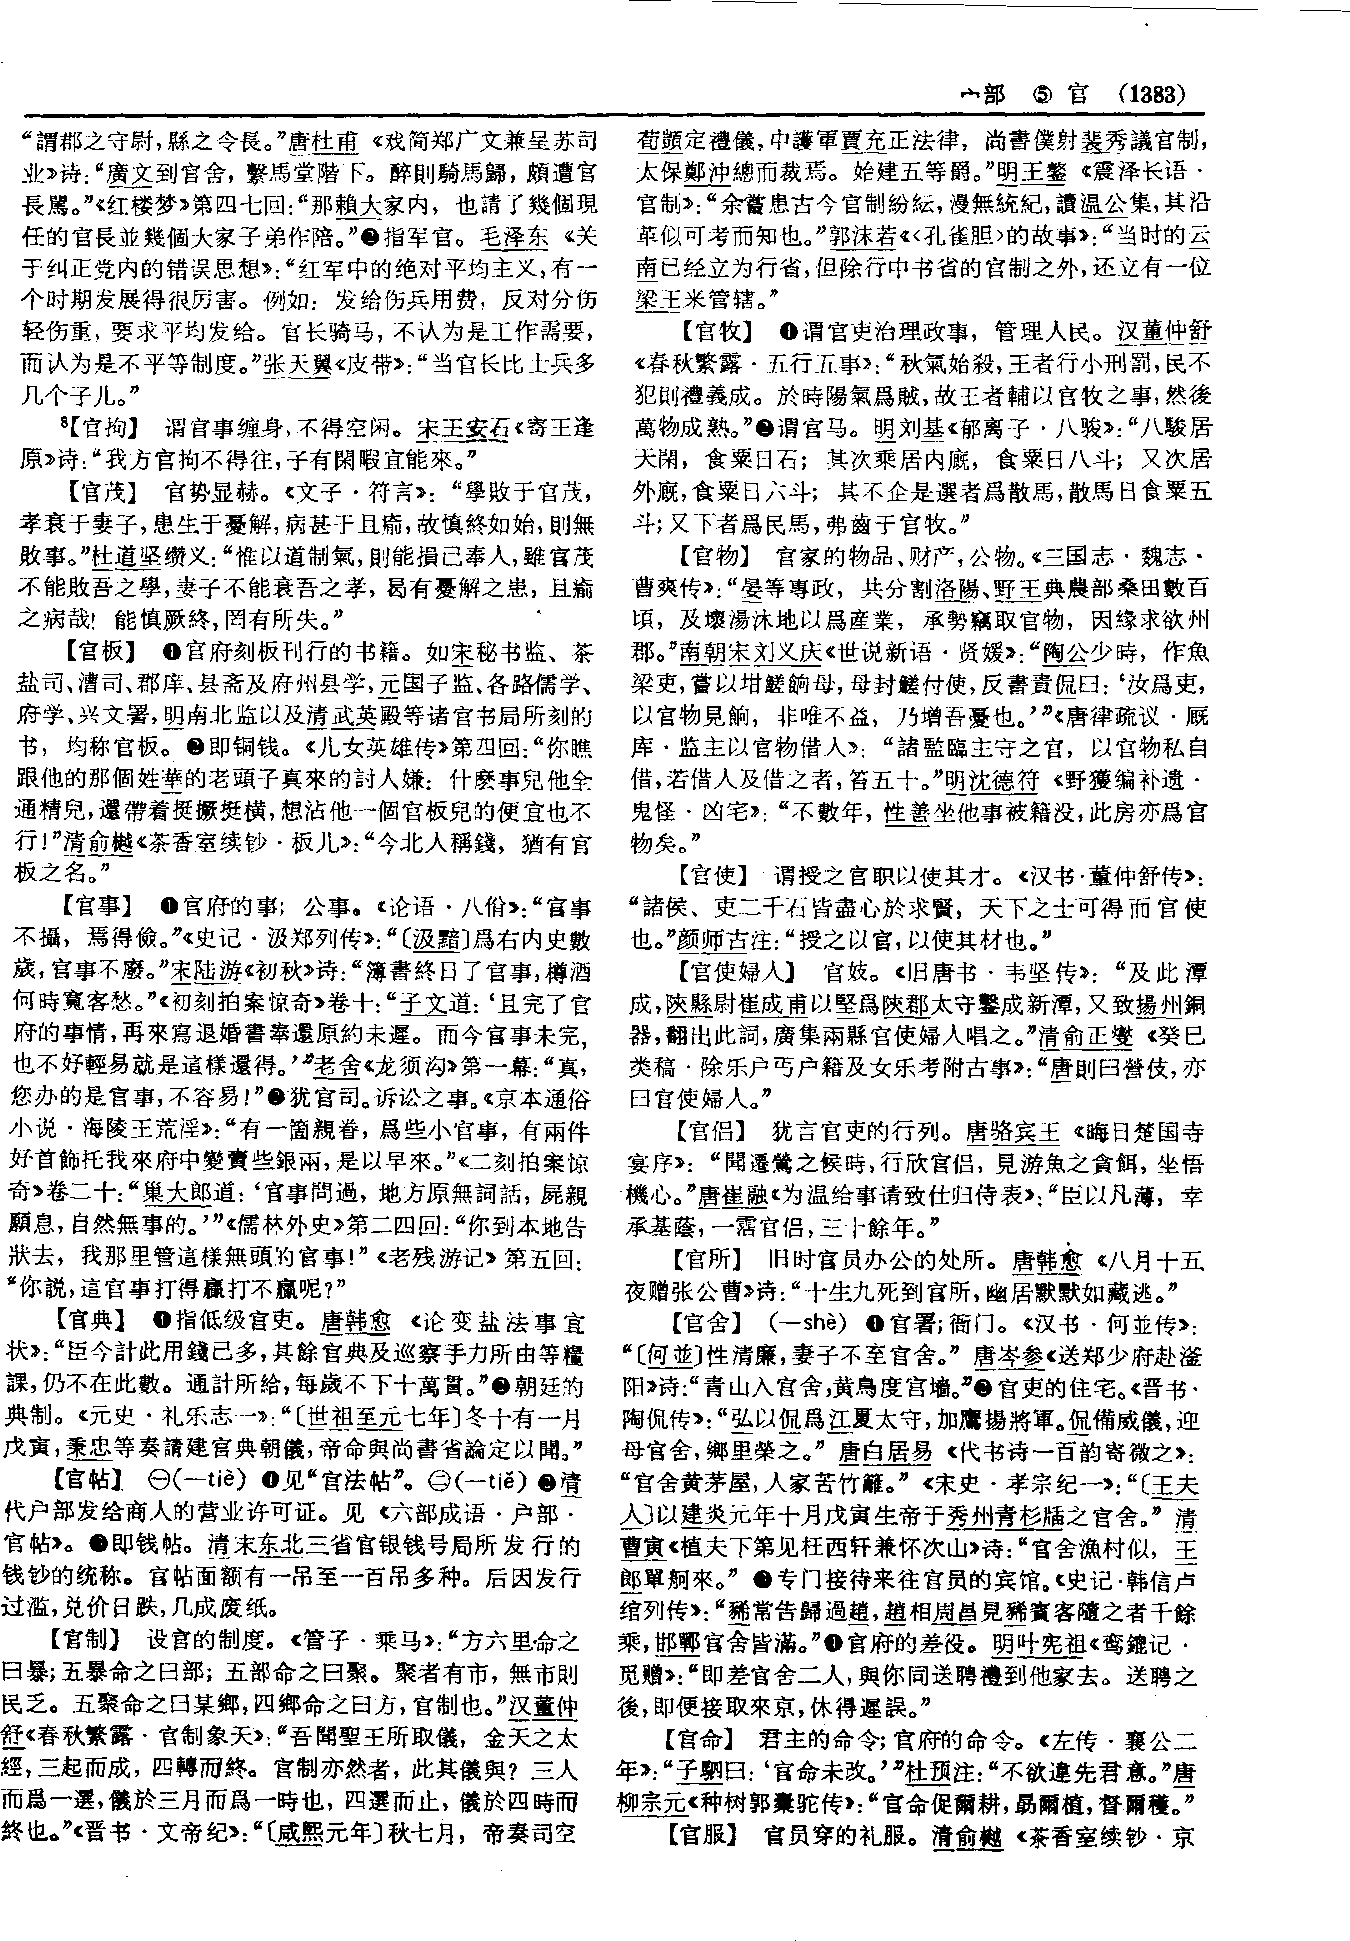 宀部 ⑤ 官 (1383)
“謂郡之守尉，縣之令長。”唐杜甫《戏简郑广文兼呈苏司
业》诗：“廣文到官舍，繫馬堂階下。醉則騎馬歸，頗遭官
長駡。”《红楼梦》第四七回：“那賴大家内，也請了幾個現
任的官長並幾個大家子弟作陪。”❷指军官。毛泽东《关
于纠正党内的错误思想》：“红军中的绝对平均主义，有一
个时期发展得很厉害。例如：发给伤兵用费，反对分伤
轻伤重，要求平均发给。官长骑马，不认为是工作需要，
而认为是不平等制度。”张天翼《皮带》：“当官长比士兵多
几个子儿。”
⁸【官拘】 谓官事缠身，不得空闲。宋王安石《寄王逢
原》诗：“我方官拘不得往，子有閑暇宜能來。”
【官茂】 官势显赫。《文子·符言》：“學敗于官茂，
孝衰于妻子，患生于憂解，病甚于且瘉，故慎終如始，則無
敗事。”杜道坚缵义：“惟以道制氣，則能損己奉人，雖官茂
不能敗吾之學，妻子不能衰吾之孝，曷有憂解之患，且瘉
之病哉！能慎厥終，罔有所失。”
【官板】 ❶官府刻板刊行的书籍。如宋秘书监、茶
盐司、漕司、郡库、县斋及府州县学，元国子监、各路儒学、
府学、兴文署，明南北监以及清武英殿等诸官书局所刻的
书，均称官板。❷即铜钱。《儿女英雄传》第四回：“你瞧
跟他的那個姓華的老頭子真來的討人嫌：什麽事兒他全
通精兒，還帶着挺撅挺横，想沾他一個官板兒的便宜也不
行！”清俞樾《茶香室续钞·板儿》：“今北人稱錢，猶有官
板之名。”
【官事】 ❶官府的事；公事。《论语·八佾》：“官事
不攝，焉得儉。”《史记·汲郑列传》：“〔汲黯〕爲右内史數
歲，官事不廢。”宋陆游《初秋》诗：“簿書終日了官事，樽酒
何時寬客愁。”《初刻拍案惊奇》卷十：“子文道：‘且完了官
府的事情，再來寫退婚書奉還原約未遲。而今官事未完，
也不好輕易就是這樣還得。’”老舍《龙须沟》第一幕：“真，
您办的是官事，不容易！”❷犹官司。诉讼之事。《京本通俗
小说·海陵王荒淫》：“有一箇親眷，爲些小官事，有兩件
好首飾托我來府中變賣些銀兩，是以早來。”《二刻拍案惊
奇》卷二十：“巢大郎道：‘官事問過，地方原無詞話，屍親
願息，自然無事的。’”《儒林外史》第二四回：“你到本地告
狀去，我那里管這樣無頭的官事！”《老残游记》第五回：
“你説，這官事打得贏打不贏呢？”
【官典】 ❶指低级官吏。唐韩愈《论变盐法事宜
状》：“臣今計此用錢已多，其餘官典及巡察手力所由等糧
課，仍不在此數。通計所給，每歲不下十萬貫。”❷朝廷的
典制。《元史·礼乐志一》：“〔世祖至元七年〕冬十有一月
戊寅，秉忠等奏請建官典朝儀，帝命與尚書省論定以聞。”
【官帖】 ㊀(—tiè) ❶见“官法帖”。㊁(—tiě) ❷清
代户部发给商人的营业许可证。见《六部成语·户部·
官帖》。❸即钱帖。清末东北三省官银钱号局所发行的
钱钞的统称。官帖面额有一吊至一百吊多种。后因发行
过滥，兑价日跌，几成废纸。
【官制】 设官的制度。《管子·乘马》：“方六里命之
曰暴；五暴命之曰部；五部命之曰聚。聚者有市，無市則
民乏。五聚命之曰某鄉，四鄉命之曰方，官制也。”汉董仲
舒《春秋繁露·官制象天》：“吾聞聖王所取儀，金天之太
經，三起而成，四轉而終。官制亦然者，此其儀與？三人
而爲一選，儀於三月而爲一時也，四選而止，儀於四時而
終也。”《晋书·文帝纪》：“〔咸熙元年〕秋七月，帝奏司空
荀顗定禮儀，中護軍賈充正法律，尚書僕射裴秀議官制，
太保鄭沖總而裁焉。始建五等爵。”明王鏊《震泽长语·
官制》：“余嘗患古今官制紛紜，漫無統紀，讀温公集，其沿
革似可考而知也。”郭沫若《〈孔雀胆〉的故事》：“当时的云
南已经立为行省，但除行中书省的官制之外，还立有一位
梁王来管辖。”
【官牧】 ❶谓官吏治理政事，管理人民。汉董仲舒
《春秋繁露·五行五事》：“秋氣始殺，王者行小刑罰，民不
犯則禮義成。於時陽氣爲賊，故王者輔以官牧之事，然後
萬物成熟。”❷谓官马。明刘基《郁离子·八骏》：“八駿居
天閑，食粟日石；其次乘居内廄，食粟日八斗；又次居
外廄，食粟日六斗；其不企是選者爲散馬，散馬日食粟五
斗；又下者爲民馬，弗齒于官牧。”
【官物】 官家的物品、财产，公物。《三国志·魏志·
曹爽传》：“晏等專政，共分割洛陽、野王典農部桑田數百
頃，及壞湯沐地以爲産業，承勢竊取官物，因缘求欲州
郡。”南朝宋刘义庆《世说新语·贤媛》：“陶公少時，作魚
梁吏，嘗以坩鮺餉母，母封鮺付使，反書責侃曰：‘汝爲吏，
以官物見餉，非唯不益，乃增吾憂也。’”《唐律疏议·厩
库·监主以官物借人》：“諸監臨主守之官，以官物私自
借，若借人及借之者，笞五十。”明沈德符《野獲编补遗·
鬼怪·凶宅》：“不數年，性善坐他事被籍没，此房亦爲官
物矣。”
【官使】 谓授之官职以使其才。《汉书·董仲舒传》：
“諸侯、吏二千石皆盡心於求賢，天下之士可得而官使
也。”颜师古注：“授之以官，以使其材也。”
【官使婦人】 官妓。《旧唐书·韦坚传》：“及此潭
成，陝縣尉崔成甫以堅爲陝郡太守鑿成新潭，又致揚州銅
器，翻出此詞，廣集兩縣官使婦人唱之。”清俞正燮《癸巳
类稿·除乐户丐户籍及女乐考附古事》：“唐則曰營伎，亦
曰官使婦人。”
【官侣】 犹言官吏的行列。唐骆宾王《晦日楚国寺
宴序》：“聞遷鶯之候時，行欣官侣，見游魚之貪餌，坐悟
機心。”唐崔融《为温给事请致仕归侍表》：“臣以凡薄，幸
承基蔭，一霑官侣，三十餘年。”
【官所】 旧时官员办公的处所。唐韩愈《八月十五
夜赠张公曹》诗：“十生九死到官所，幽居默默如藏逃。”
【官舍】 (—shè) ❶官署；衙门。《汉书·何並传》：
“〔何並〕性清廉，妻子不至官舍。”唐岑参《送郑少府赴滏
阳》诗：“青山入官舍，黄鳥度宫墻。”❷官吏的住宅。《晋书·
陶侃传》：“弘以侃爲江夏太守，加鷹揚將軍。侃備威儀，迎
母官舍，鄉里榮之。”唐白居易《代书诗一百韵寄微之》：
“官舍黄茅屋，人家苦竹籬。”《宋史·孝宗纪一》：“〔王夫
人〕以建炎元年十月戊寅生帝于秀州青杉牐之官舍。”清
曹寅《植夫下第见枉西轩兼怀次山》诗：“官舍漁村似，王
郎單舸來。”❸专门接待来往官员的宾馆。《史记·韩信卢
绾列传》：“豨常告歸過趙，趙相周昌見豨賓客隨之者千餘
乘，邯鄲官舍皆滿。”❹官府的差役。明叶宪祖《鸾鎞记·
觅赠》：“即差官舍二人，與你同送聘禮到他家去。送聘之
後，即便接取來京，休得遲誤。”
【官命】 君主的命令；官府的命令。《左传·襄公二
年》：“子駟曰：‘官命未改。’”杜预注：“不欲違先君意。”唐
柳宗元《种树郭橐驼传》：“官命促爾耕，勗爾植，督爾穫。”
【官服】 官员穿的礼服。清俞樾《茶香室续钞·京